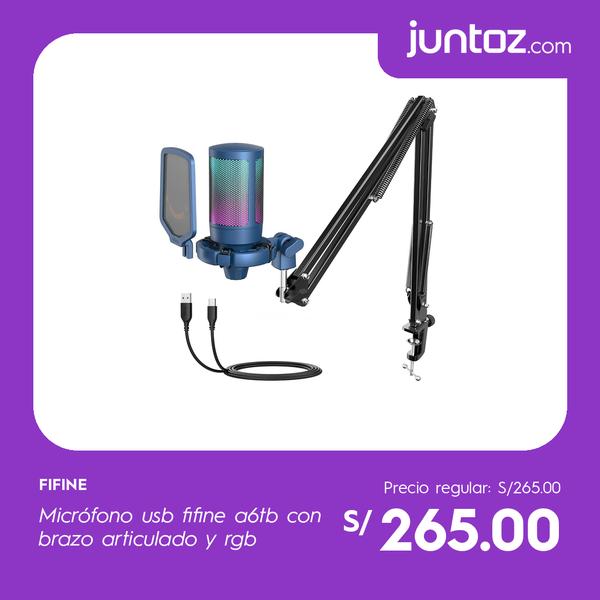 juntoz.com
FIFINE
Micrófono usb fifine a6tb con
brazo articulado y rgb
Precio regular: S/265.00
S/265.00